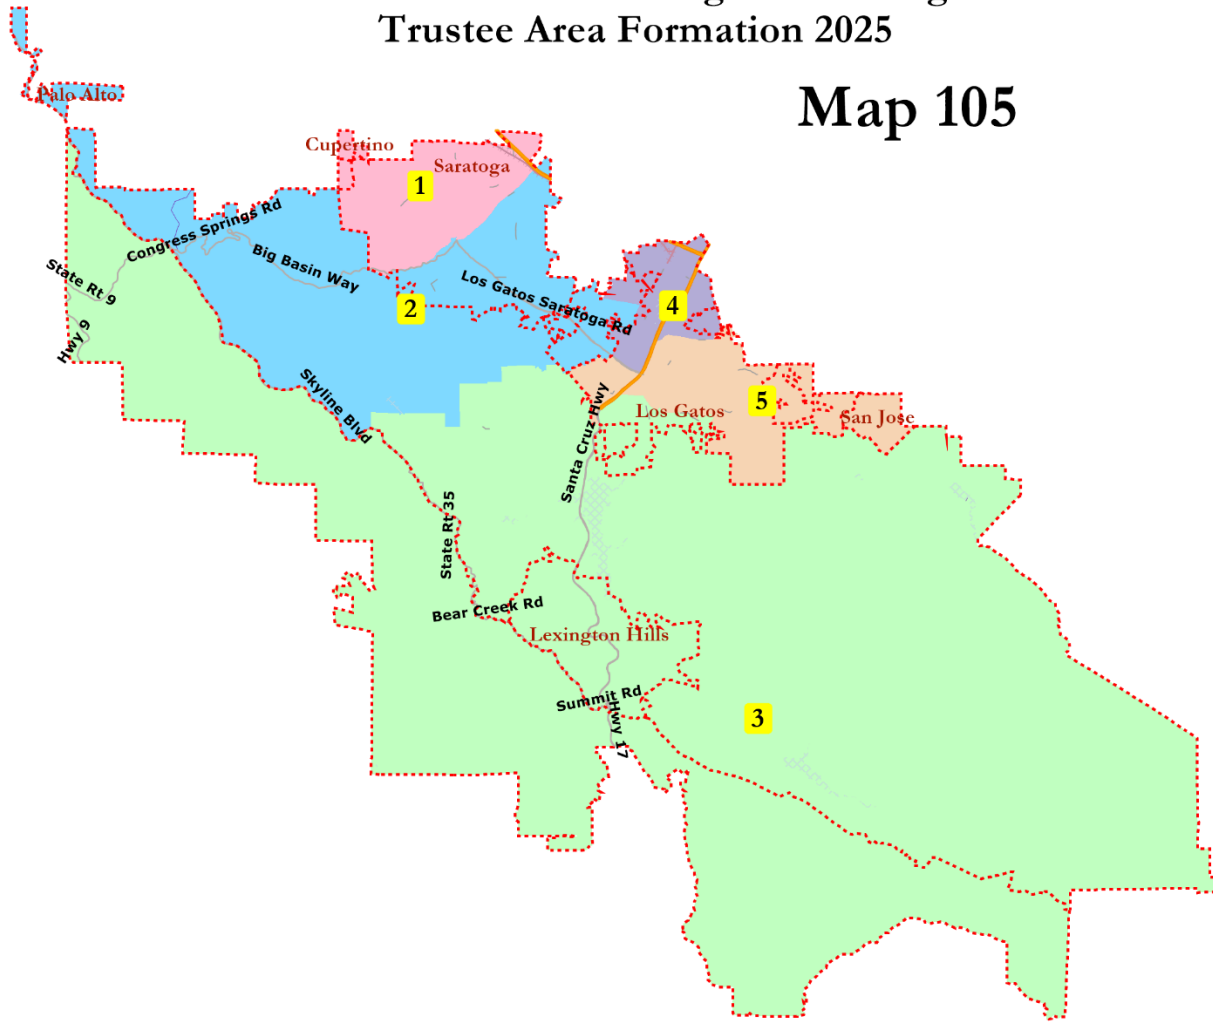 Trustee Area Formation 2025
Map 105
Palo Alto
Cupertino
Saratoga
1
Congress Springs Rd
Big Basin Way
State Rt 9
Hwy 9
2
Los Gatos Saratoga Rd
4
Skyline Blvd
Santa Cruz Hwy
Los Gatos
5
San Jose
State Rt 35
Bear Creek Rd
Lexington Hills
Summit Rd
Hwy 17
3